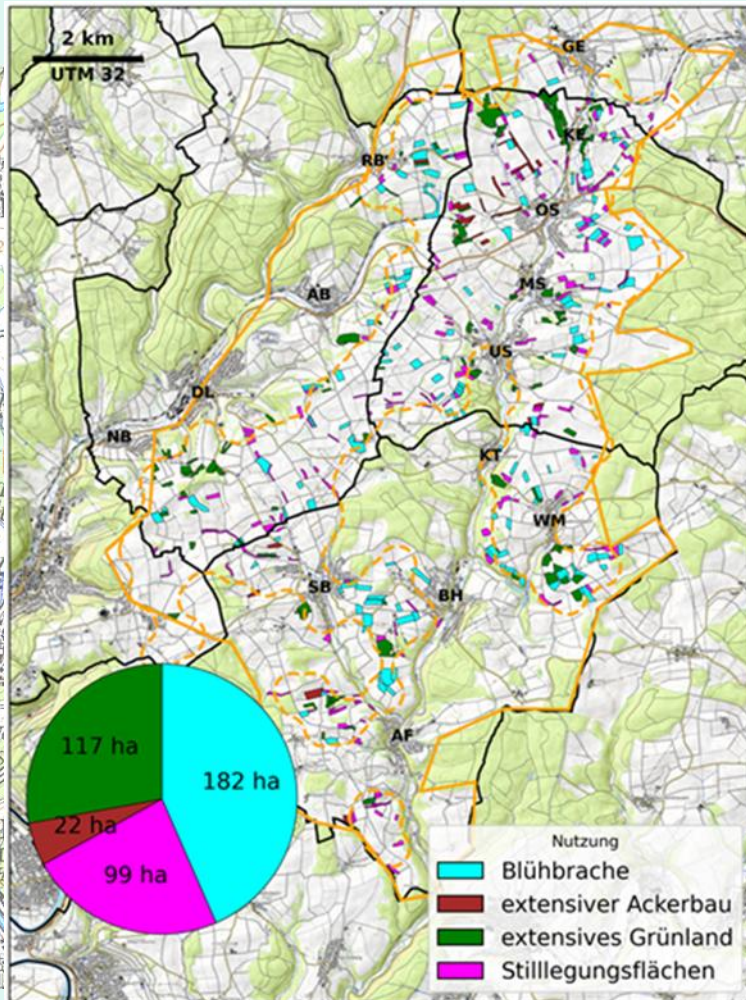 2 km
UTM 32
GE
KE
RB
OS
AB
MS
US
DL
NB
KT
WM
SB
BH
AF
117 ha
182 ha
22 ha
99 ha
Nutzung
Blühbrache
extensiver Ackerbau
extensives Grünland
Stilllegungsflächen